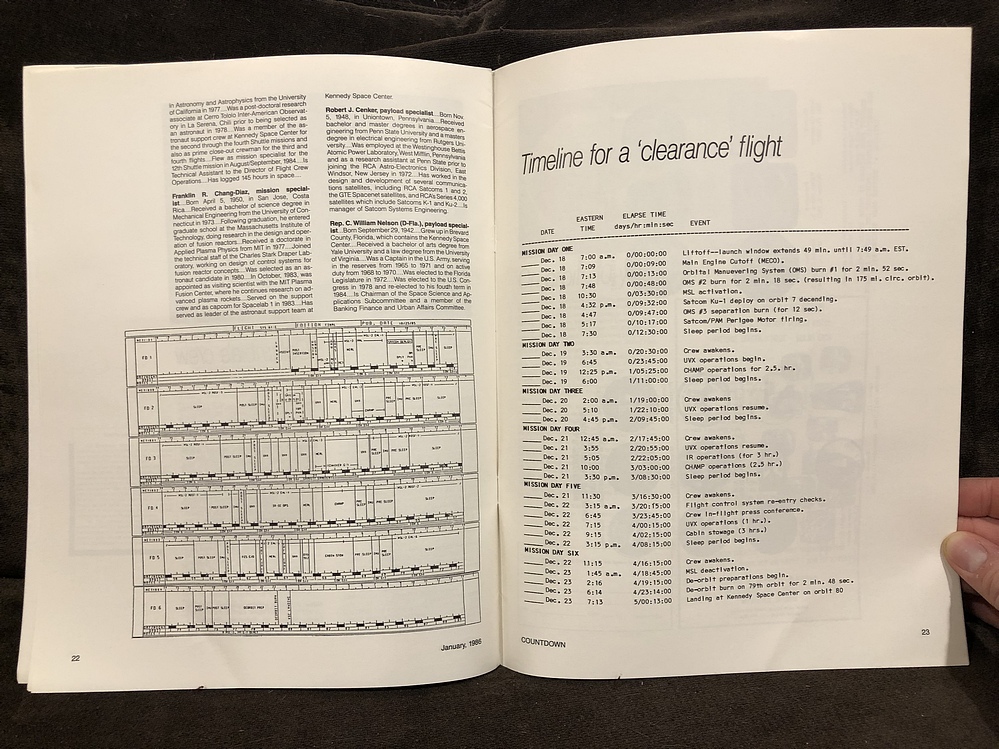 in Astronomy and Astrophysics from the University
of California in 1977....Was a post-doctoral research
associate at Cerro Tololo Inter-American Observat-
ory in La Serena, Chili prior to being selected as
an astronaut in 1978....Was a member of the as-
tronaut support crew at Kennedy Space Center for
the second through the fourth Shuttle missions and
also as prime close-out crewman for the third and
fourth flights....Flew as mission specialist for the
12th Shuttle mission in August/September, 1984....Is
Technical Assistant to the Director of Flight Crew
Operations....Has logged 145 hours in space....
Franklin R. Chang-Diaz, mission special-
ist....Born April 5, 1950, in San Jose, Costa
Rica....Received a bachelor of science degree in
Mechanical Engineering from the University of Con-
necticut in 1973....Following graduation, he entered
graduate school at the Massachusetts Institute of
Technology, doing research in the design and oper-
ation of fusion reactors....Received a doctorate in
Applied Plasma Physics from MIT in 1977....Joined
the technical staff of the Charles Stark Draper Lab-
oratory, working on design of control systems for
fusion reactor concepts....Was selected as an as-
tronaut candidate in 1980....In October, 1983, was
appointed as visiting scientist with the MIT Plasma
Fusion Center, where he continues research on ad-
vanced plasma rockets....Served on the support
crew and as capcom for Spacelab 1 in 1983....Has
served as leader of the astronaut support team at
Kennedy Space Center.
Robert J. Cenker, payload specialist....Born Nov.
5, 1948, in Uniontown, Pennsylvania....Received
bachelor and master degrees in aerospace en-
gineering from Penn State University and a masters
degree in electrical engineering from Rutgers Uni-
versity....Was employed at the Westinghouse Bettis
Atomic Power Laboratory, West Mifflin, Pennsylvania
and as a research assistant at Penn State prior to
joining the RCA Astro-Electronics Division, East
Windsor, New Jersey in 1972....Has worked in the
design and development of several communica-
tions satellites, including RCA Satcoms 1 and 2,
the GTE Spacenet satellites, and RCA's Series 4,000
satellites which include Satcoms K-1 and Ku-2....Is
manager of Satcom Systems Engineering.
Rep. C. William Nelson (D-Fla.), payload special-
ist....Born September 29, 1942....Grew up in Brevard
County, Florida, which contains the Kennedy Space
Center....Received a bachelor of arts degree from
Yale University and a law degree from the University
of Virginia....Was a Captain in the U.S. Army, serving
in the reserves from 1965 to 1971 and on active
duty from 1968 to 1970....Was elected to the Florida
Legislature in 1972....Was elected to the U.S. Con-
gress in 1978 and re-elected to his fouth term in
1984....Is Chairman of the Space Science and Ap-
plications Subcommittee and a member of the
Banking Finance and Urban Affairs Committee.
FLIGHT EDITION PUB. DATE
FD 1
FD 2
FD 3
FD 4
FD 5
FD 6
22
January, 1986
Timeline for a 'clearance' flight
EASTERN ELAPSE TIME
DATE TIME days/hr:min:sec EVENT
MISSION DAY ONE
Dec. 18 7:00 a.m. 0/00:00:00 Liftoff--launch window extends 49 min. until 7:49 a.m. EST.
Dec. 18 7:09 0/00:09:00 Main Engine Cutoff (MECO).
Dec. 18 7:13 0/00:13:00 Orbital Manuevering System (OMS) burn #1 for 2 min. 52 sec.
Dec. 18 7:48 0/00:48:00 OMS #2 burn for 2 min. 18 sec. (resulting in 175 mi. circ. orbit).
Dec. 18 10:30 0/03:30:00 MSL activation.
Dec. 18 4:32 p.m. 0/09:32:00 Satcom Ku-1 deploy on orbit 7 decending.
Dec. 18 4:47 0/09:47:00 OMS #3 separation burn (for 12 sec).
Dec. 18 5:17 0/10:17:00 Satcom/PAM Perigee Motor firing.
Dec. 18 7:30 0/12:30:00 Sleep period begins.
MISSION DAY TWO
Dec. 19 3:30 a.m. 0/20:30:00 Crew awakens.
Dec. 19 6:45 0/23:45:00 UVX operations begin.
Dec. 19 12:25 p.m. 1/05:25:00 CHAMP operations for 2.5. hr.
Dec. 19 6:00 1/11:00:00 Sleep period begins.
MISSION DAY THREE
Dec. 20 2:00 a.m. 1/19:00:00 Crew awakens
Dec. 20 5:10 1/22:10:00 UVX operations resume.
Dec. 20 4:45 p.m. 2/09:45:00 Sleep period begins.
MISSION DAY FOUR
Dec. 21 12:45 a.m. 2/17:45:00 Crew awakens.
Dec. 21 3:55 2/20:55:00 UVX operations resume.
Dec. 21 5:05 2/22:05:00 IR operations (for 3 hr)
Dec. 21 10:00 3/03:00:00 CHAMP operations (2.5 hr)
Dec. 21 3:30 p.m. 3/08:30:00 Sleep period begins.
MISSION DAY FIVE
Dec. 21 11:30 3/16:30:00 Crew awakens.
Dec. 22 3:15 a.m. 3/20:15:00 Flight control system re-entry checks.
Dec. 22 6:45 3/23:45:00 Crew in-flight press conference.
Dec. 22 7:15 4/00:15:00 UVX operations (1 hr.).
Dec. 22 9:15 4/02:15:00 Cabin stowage (3 hrs.)
Dec. 22 3:15 p.m. 4/08:15:00 Sleep period begins.
MISSION DAY SIX
Dec. 22 11:15 4/16:15:00 Crew awakens.
Dec. 23 1:45 a.m. 4/18:45:00 MSL deactivation.
Dec. 23 2:16 4/19:15:00 De-orbit preparations begin.
Dec. 23 6:14 4/23:14:00 De-orbit burn on 79th orbit for 2 min. 48 sec.
Dec. 23 7:13 5/00:13:00 Landing at Kennedy Space Center on orbit 80
COUNTDOWN
23